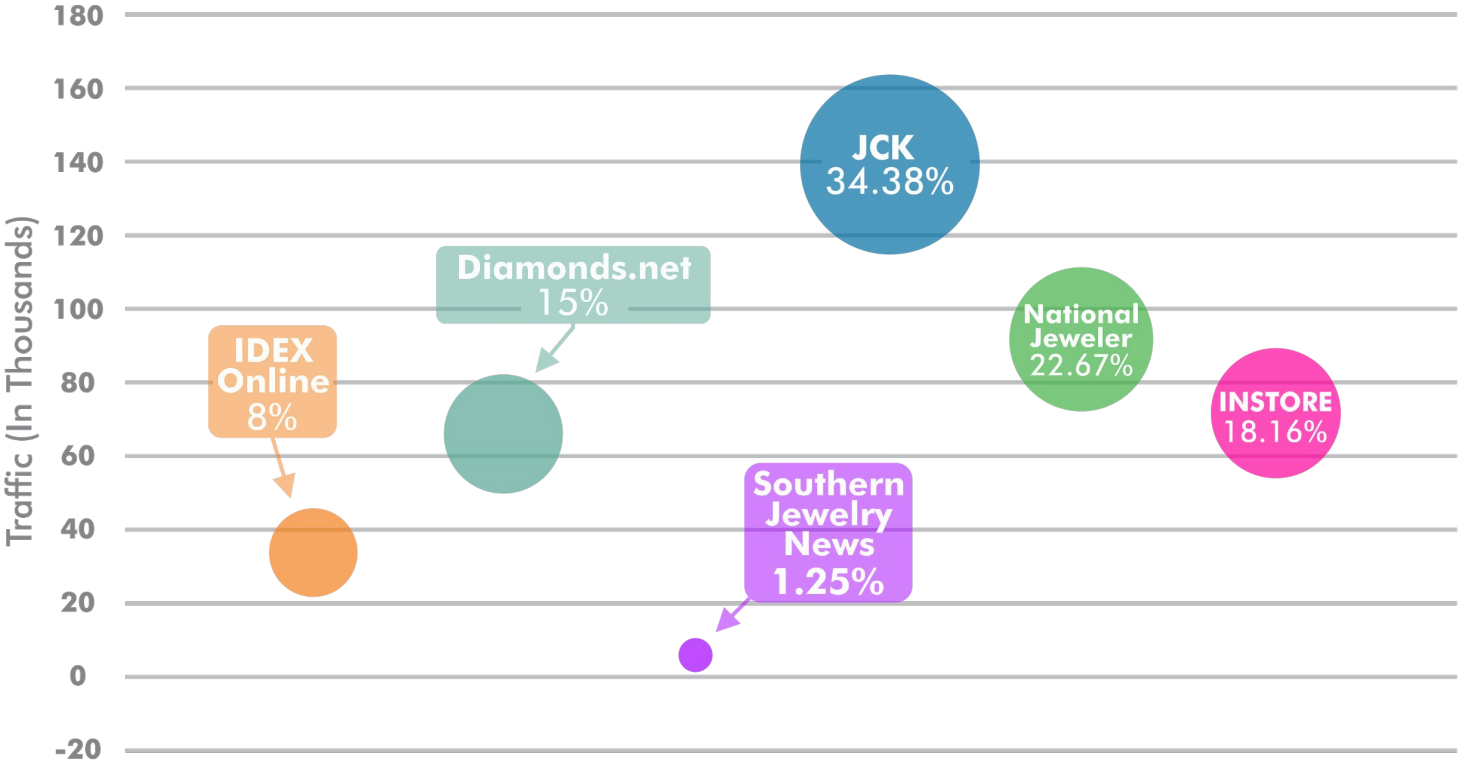 180
160
140
120
100
80
60
40
20
0
-20
Traffic (In Thousands)
IDEX
Online
8%
Diamonds.net
15%
Southern
Jewelry
News
1.25%
JCK
34.38%
National
Jeweler
22.67%
INSTORE
18.16%